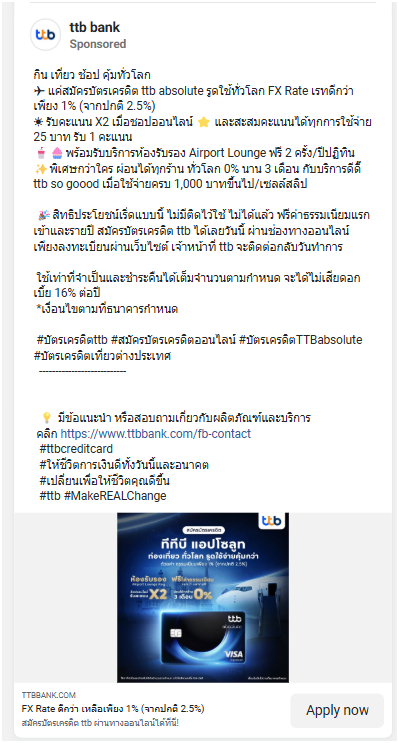 ttb bank
Sponsored
กิน เที่ยว ช้อป คุ้มทั่วโลก
✈ แค่สมัครบัตรเครดิต ttb absolute รูดใช้ทั่วโลก FX Rate เรทดีกว่า
เพียง 1% (จากปกติ 2.5%)
☀ รับคะแนน X2 เมื่อชอปออนไลน์ ⭐ และสะสมคะแนนได้ทุกการใช้จ่าย
25 บาท รับ 1 คะแนน
🧋 🧁 พร้อมรับบริการห้องรับรอง Airport Lounge ฟรี 2 ครั้ง/ปีปฏิทิน
✨ พิเศษกว่าใคร ผ่อนได้ทุกร้าน ทั่วโลก 0% นาน 3 เดือน กับบริการดีดี๊
ttb so goood เมื่อใช้จ่ายครบ 1,000 บาทขึ้นไป/เซลล์สลิป
🎉 สิทธิประโยชน์เริ่ดแบบนี้ ไม่มีติดไว้ใช้ ไม่ได้แล้ว ฟรีค่าธรรมเนียมแรก
เข้าและรายปี สมัครบัตรเครดิต ttb ได้เลยวันนี้ ผ่านช่องทางออนไลน์
เพียงลงทะเบียนผ่านเว็บไซต์ เจ้าหน้าที่ ttb จะติดต่อกลับวันทำการ
ใช้เท่าที่จำเป็นและชำระคืนได้เต็มจำนวนตามกำหนด จะได้ไม่เสียดอก
เบี้ย 16% ต่อปี
*เงื่อนไขตามที่ธนาคารกำหนด
#บัตรเครดิตttb #สมัครบัตรเครดิตออนไลน์ #บัตรเครดิตTTBabsolute
#บัตรเครดิตเที่ยวต่างประเทศ
---------------------------
💡 มีข้อแนะนำ หรือสอบถามเกี่ยวกับผลิตภัณฑ์และบริการ
คลิก https://www.ttbbank.com/fb-contact
#ttbcreditcard
#ให้ชีวิตการเงินดีทั้งวันนี้และอนาคต
#เปลี่ยนเพื่อให้ชีวิตคุณดีขึ้น
#ttb #MakeREALChange
สมัครบัตรเครดิต
ttb
ทีทีบี แอปโซลูท
ท่องเที่ยว ทั่วโลก รูดใช้จ่ายคุ้มกว่า
เพียง 1% (จากปกติ 2.5%)
ห้องรับรอง
X2
3 เดือน 0%
ttb
VISA
TTBBANK.COM
FX Rate ดีกว่า เหลือเพียง 1% (จากปกติ 2.5%)
สมัครบัตรเครดิต ttb ผ่านทางออนไลน์ได้ที่นี่!
Apply now